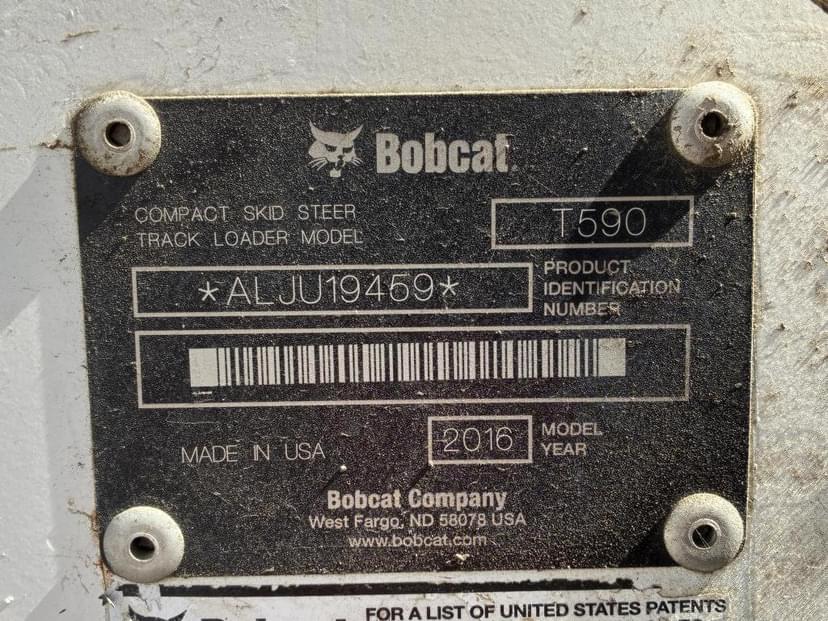 Bobcat
COMPACT SKID STEER
TRACK LOADER MODEL
T590
*ALJU19459*
PRODUCT
IDENTIFICATION
NUMBER
MADE IN USA
2016
MODEL
YEAR
Bobcat Company
West Fargo, ND 58078 USA
www.bobcat.com
FOR A LIST OF UNITED STATES PATENTS